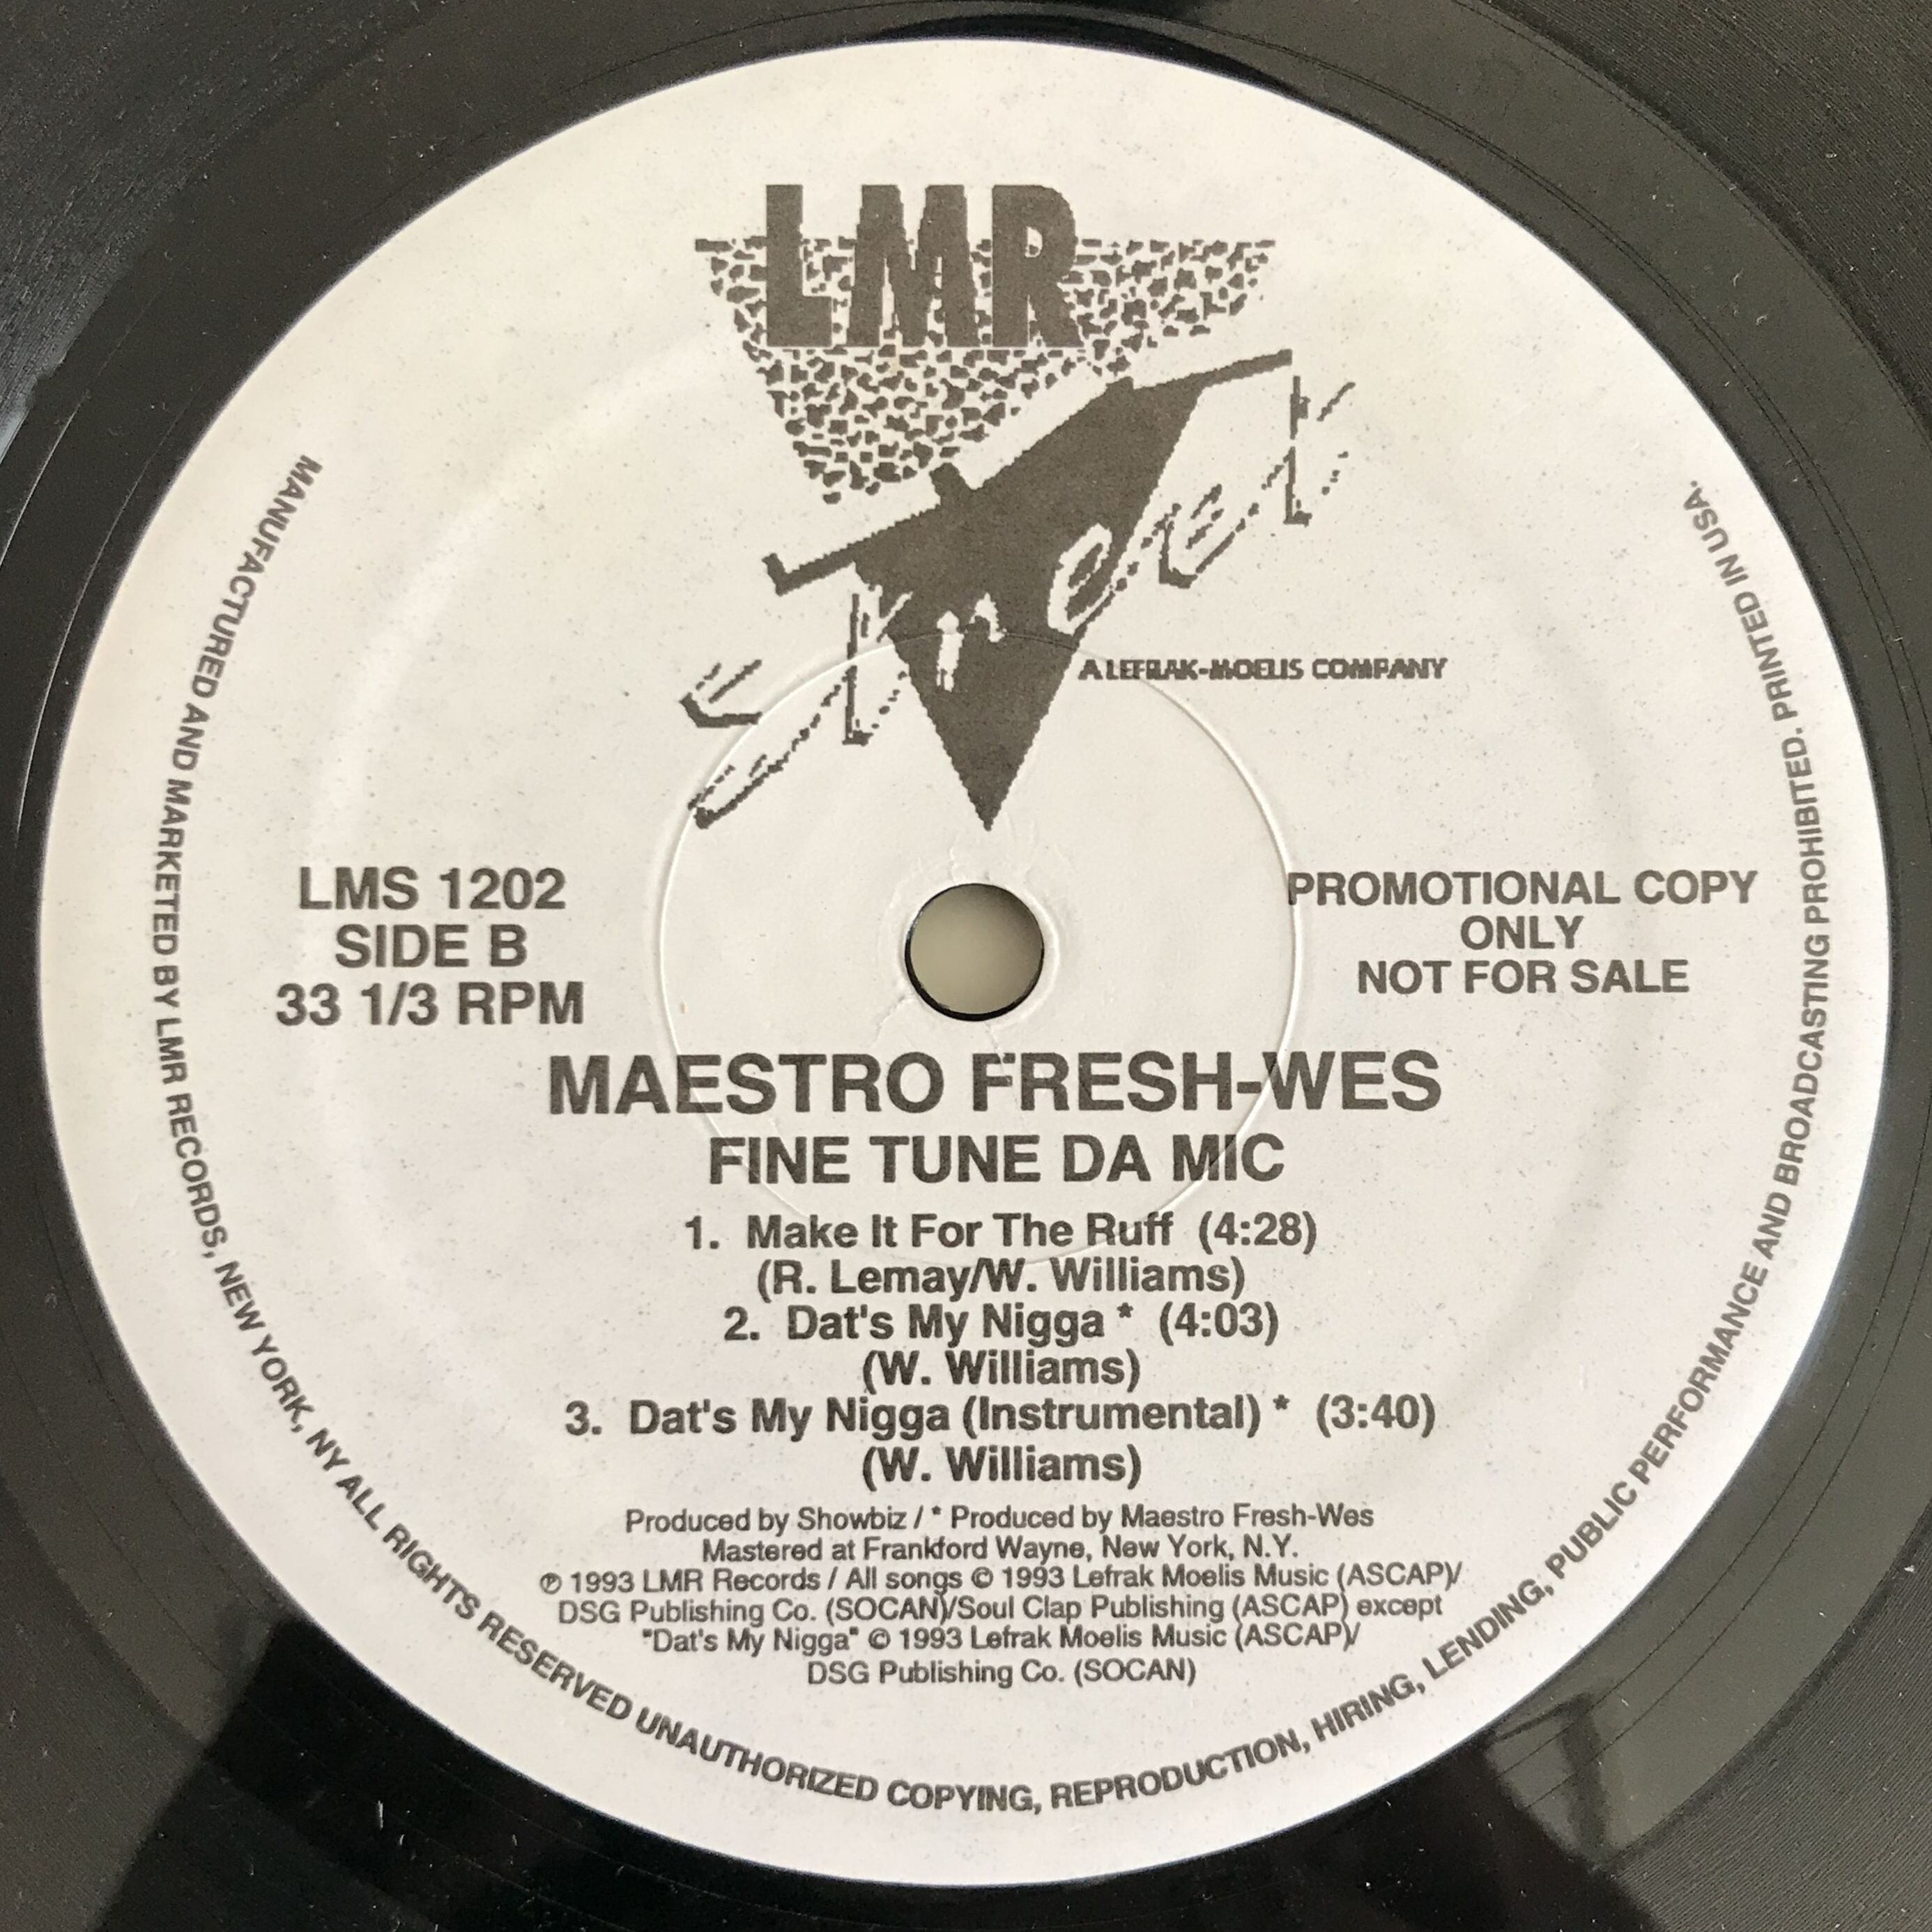 LMR
Street
A LEFRAK-MOELIS COMPANY
LMS 1202
SIDE B
33 1/3 RPM
PROMOTIONAL COPY
ONLY
NOT FOR SALE
MAESTRO FRESH-WES
FINE TUNE DA MIC
1. Make It For The Ruff (4:28)
(R. Lemay/W. Williams)
2. Dat's My Nigga * (4:03)
(W. Williams)
3. Dat's My Nigga (Instrumental) * (3:40)
(W. Williams)
Produced by Showbiz / * Produced by Maestro Fresh-Wes
Mastered at Frankford Wayne, New York, N.Y.
℗ 1993 LMR Records / All songs © 1993 Lefrak Moelis Music (ASCAP)/
DSG Publishing Co. (SOCAN)/Soul Clap Publishing (ASCAP) except
"Dat's My Nigga" © 1993 Lefrak Moelis Music (ASCAP)/
DSG Publishing Co. (SOCAN)
MANUFACTURED AND MARKETED BY LMR RECORDS, NEW YORK, NY ALL RIGHTS RESERVED UNAUTHORIZED COPYING, REPRODUCTION, HIRING, LENDING, PUBLIC PERFORMANCE AND BROADCASTING PROHIBITED. PRINTED IN USA.